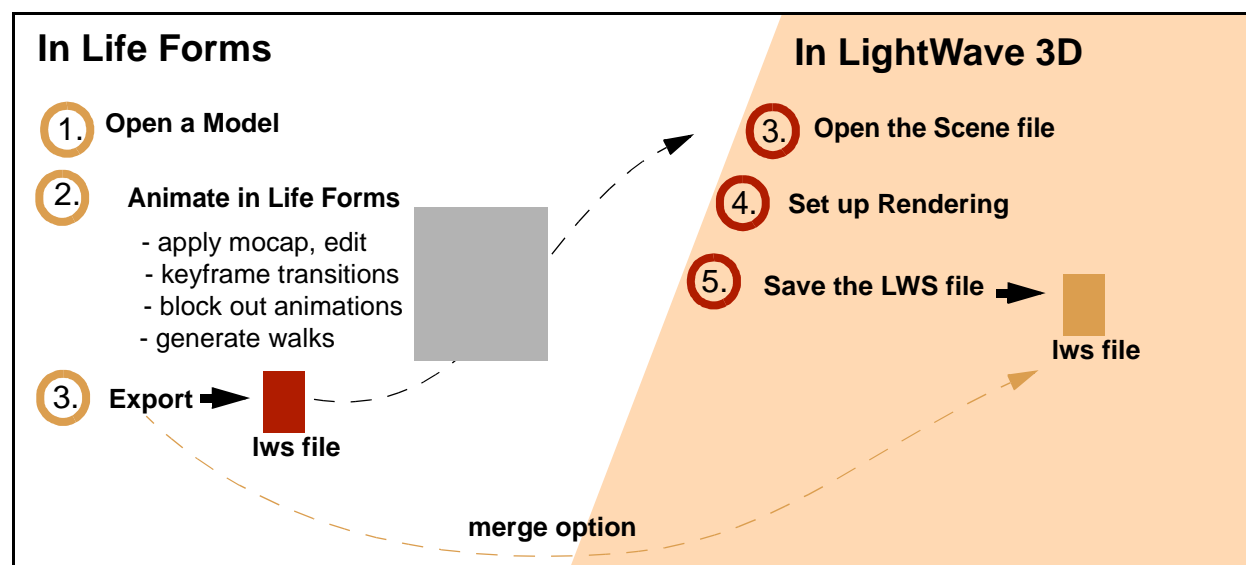 In Life Forms
1. Open a Model
2. Animate in Life Forms
- apply mocap, edit
- keyframe transitions
- block out animations
- generate walks
3. Export
lws file
merge option
In LightWave 3D
3. Open the Scene file
4. Set up Rendering
5. Save the LWS file
lws file